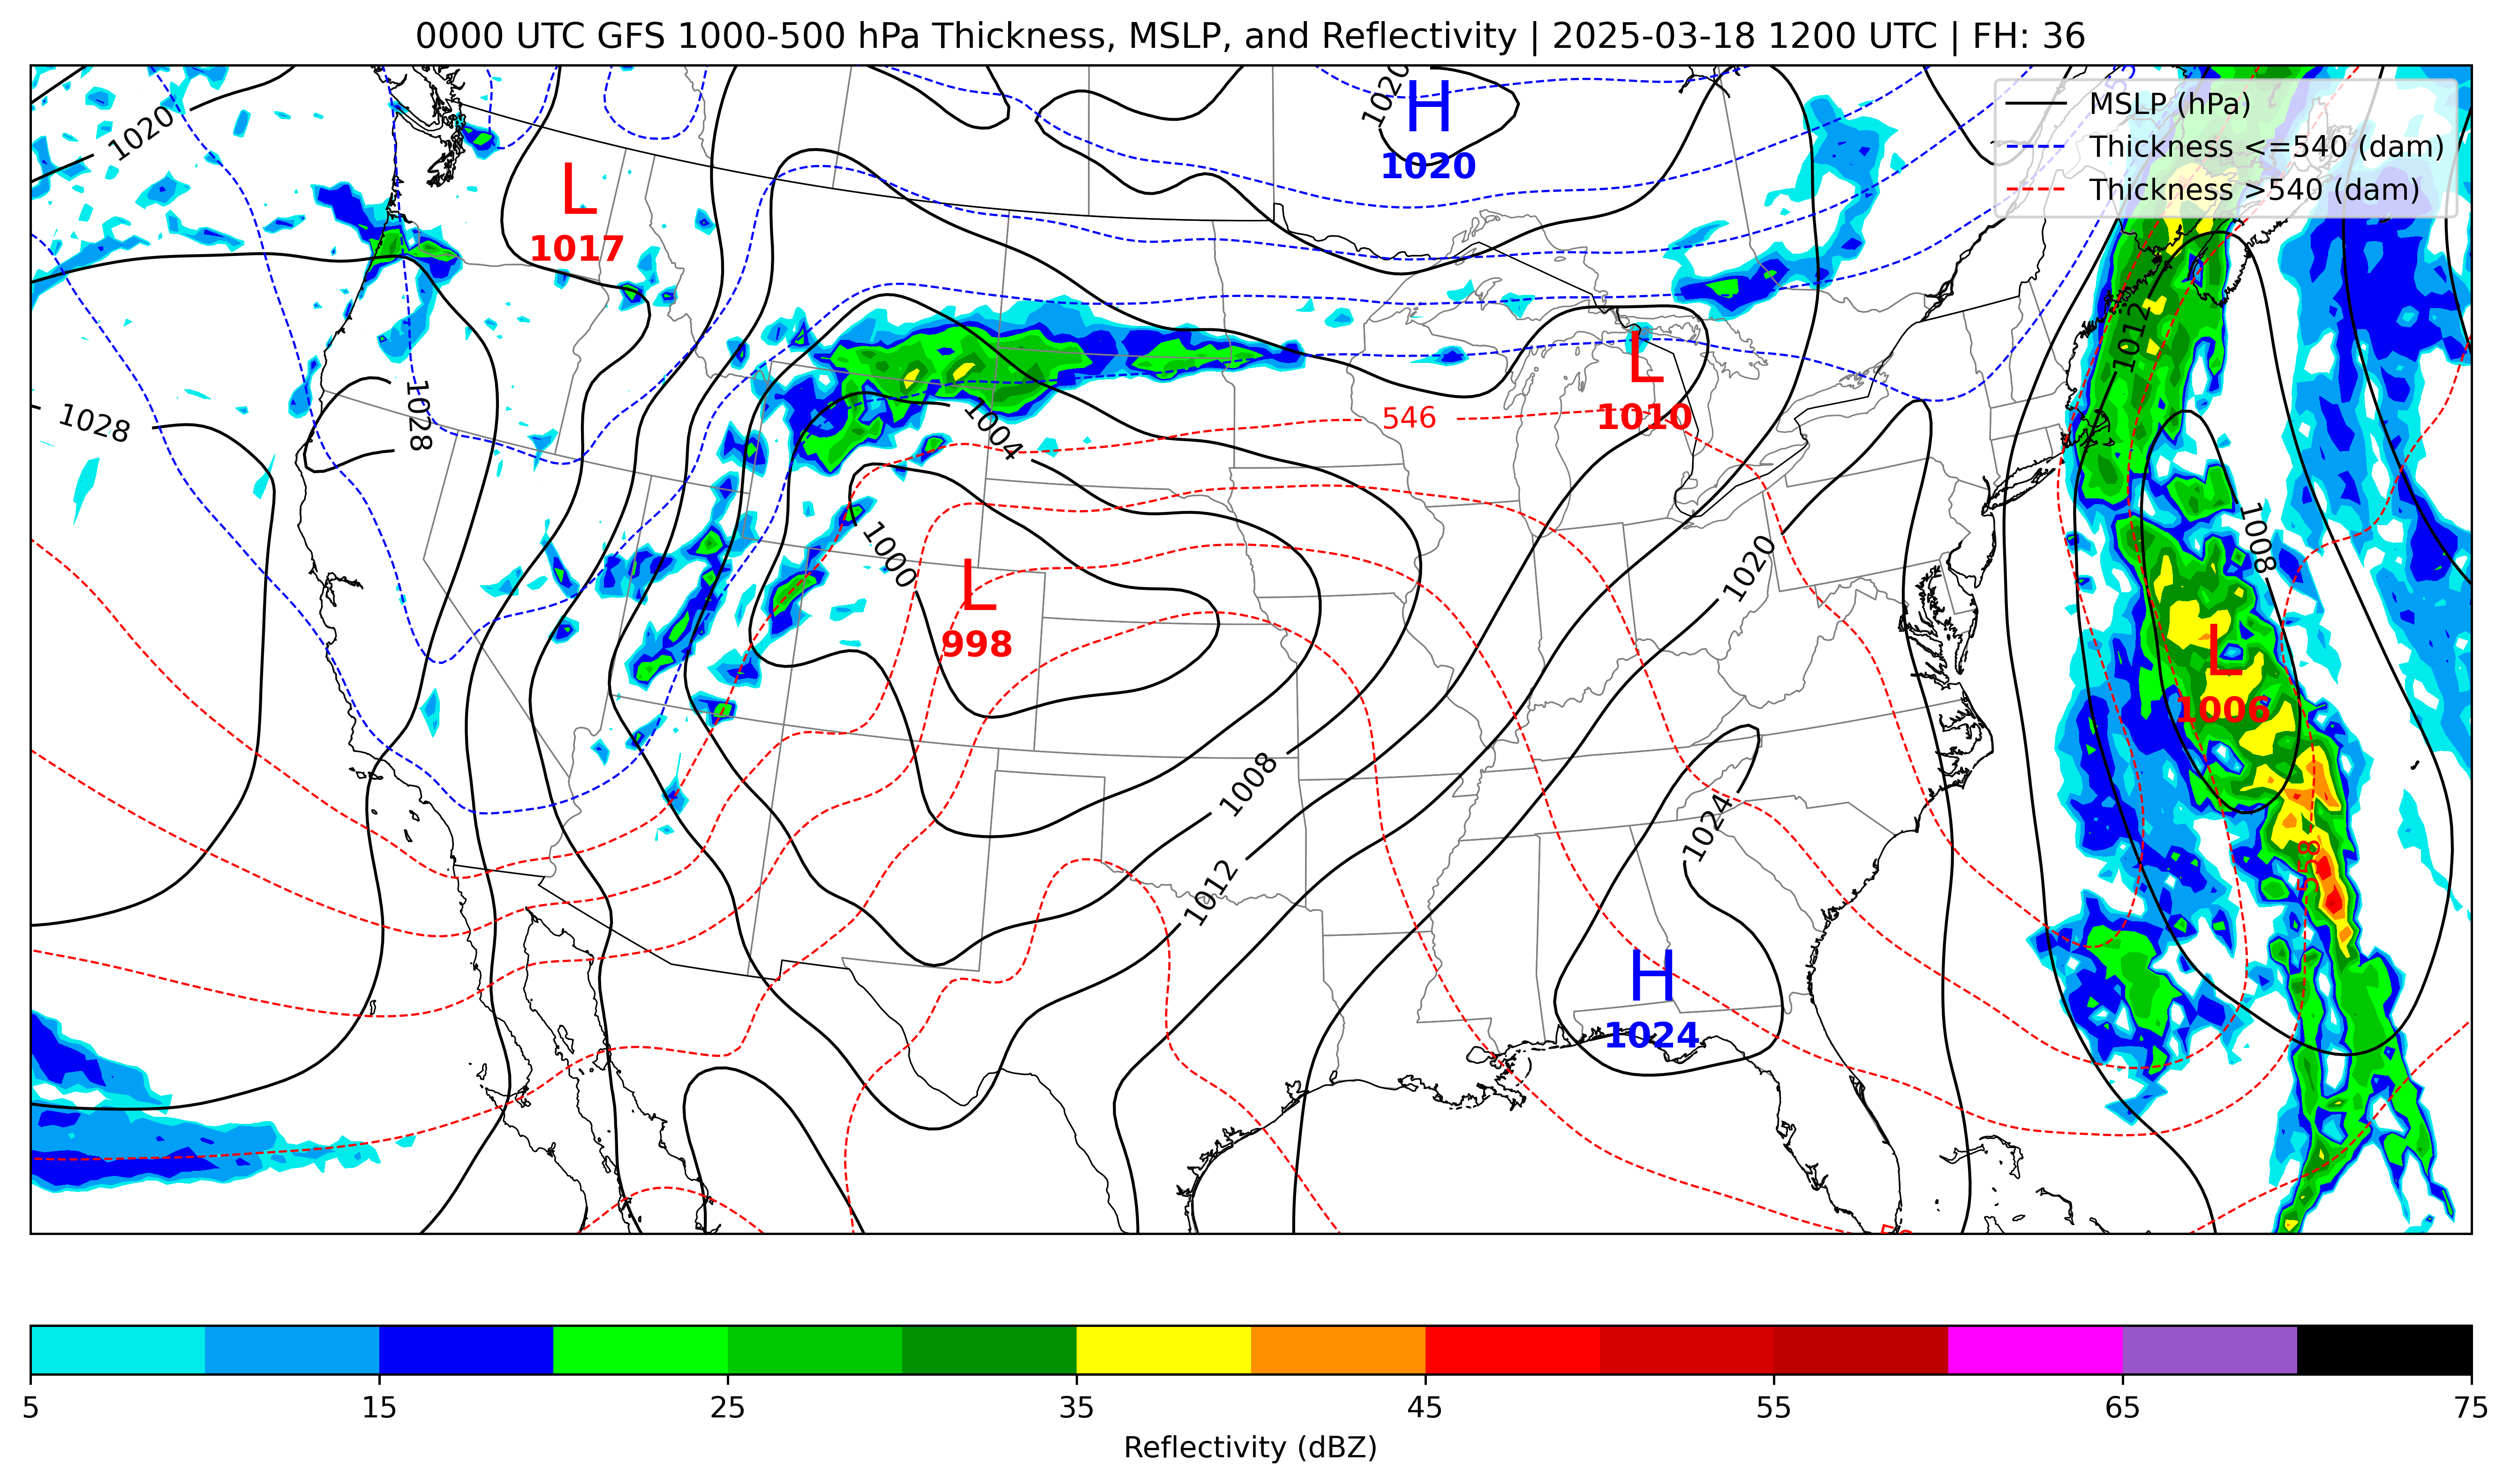 0000 UTC GFS 1000-500 hPa Thickness, MSLP, and Reflectivity | 2025-03-18 1200 UTC | FH: 36
MSLP (hPa)
Thickness <=540 (dam)
Thickness >540 (dam)
1020
1020
H
1020
L
1017
1012
L
1010
1028
1028
1004
546
1000
1008
L
998
1020
L
1006
1008
1024
1012
H
1024
5 15 25 35 45 55 65 75
Reflectivity (dBZ)